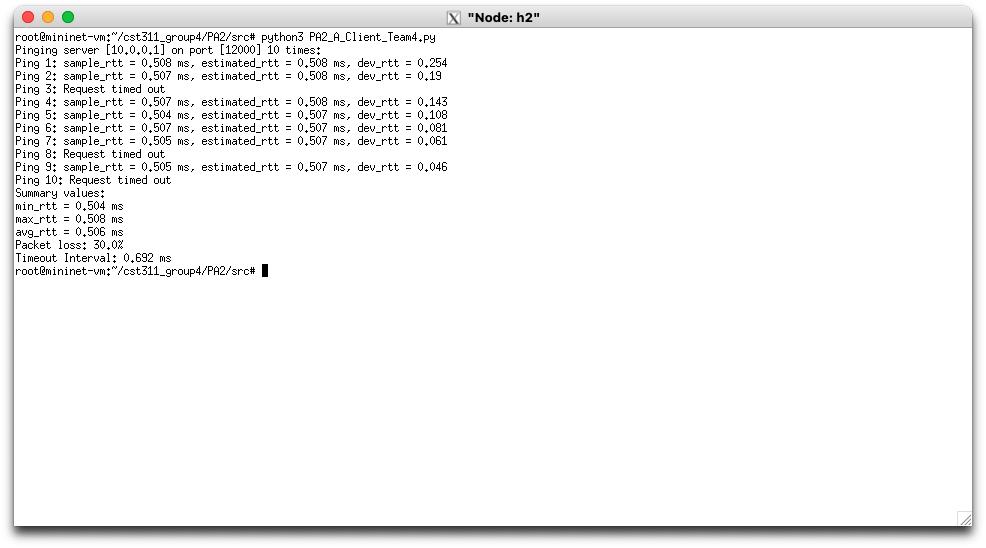 "Node: h2"
root@mininet-vm:~/cst311_group4/PA2/src# python3 PA2_A_Client_Team4.py
Pinging server [10.0.0.1] on port [12000] 10 times:
Ping 1: sample_rtt = 0.508 ms, estimated_rtt = 0.508 ms, dev_rtt = 0.254
Ping 2: sample_rtt = 0.507 ms, estimated_rtt = 0.508 ms, dev_rtt = 0.19
Ping 3: Request timed out
Ping 4: sample_rtt = 0.507 ms, estimated_rtt = 0.508 ms, dev_rtt = 0.143
Ping 5: sample_rtt = 0.504 ms, estimated_rtt = 0.507 ms, dev_rtt = 0.108
Ping 6: sample_rtt = 0.507 ms, estimated_rtt = 0.507 ms, dev_rtt = 0.081
Ping 7: sample_rtt = 0.505 ms, estimated_rtt = 0.507 ms, dev_rtt = 0.061
Ping 8: Request timed out
Ping 9: sample_rtt = 0.505 ms, estimated_rtt = 0.507 ms, dev_rtt = 0.046
Ping 10: Request timed out
Summary values:
min_rtt = 0.504 ms
max_rtt = 0.508 ms
avg_rtt = 0.506 ms
Packet loss: 30.0%
Timeout Interval: 0.692 ms
root@mininet-vm:~/cst311_group4/PA2/src#